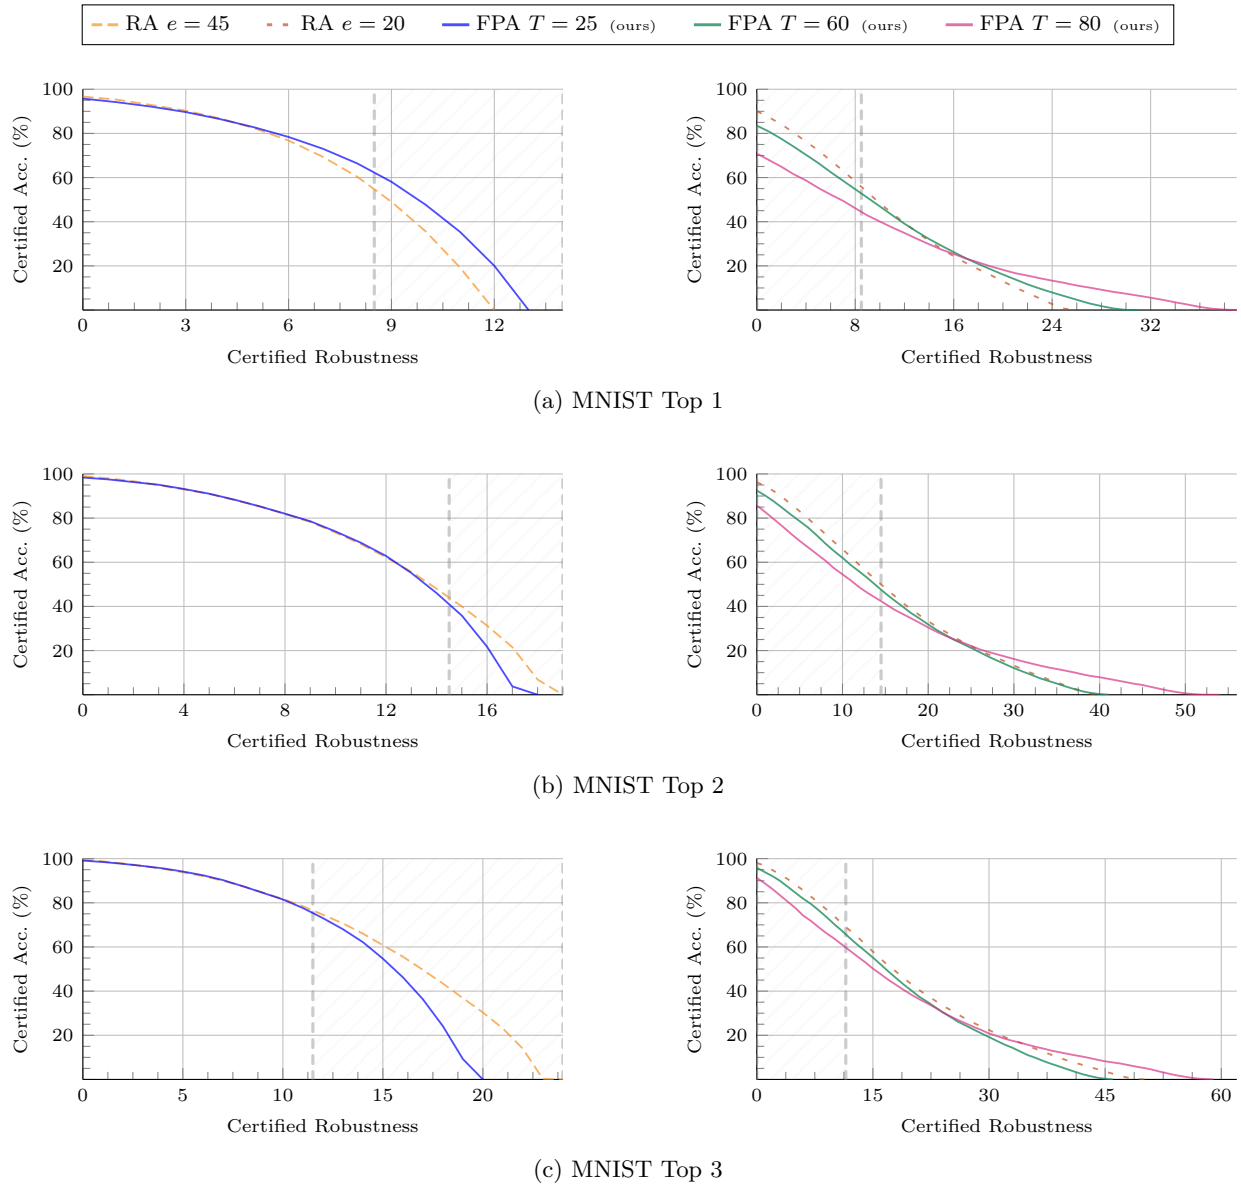 RA e = 45 RA e = 20 FPA T = 25 (ours) FPA T = 60 (ours) FPA T = 80 (ours)
Certified Acc. (%)
100
80
60
40
20
0 3 6 9 12
Certified Robustness
Certified Acc. (%)
100
80
60
40
20
0 8 16 24 32
Certified Robustness
(a) MNIST Top 1
Certified Acc. (%)
100
80
60
40
20
0 4 8 12 16
Certified Robustness
Certified Acc. (%)
100
80
60
40
20
0 10 20 30 40 50
Certified Robustness
(b) MNIST Top 2
Certified Acc. (%)
100
80
60
40
20
0 5 10 15 20
Certified Robustness
Certified Acc. (%)
100
80
60
40
20
0 15 30 45 60
Certified Robustness
(c) MNIST Top 3